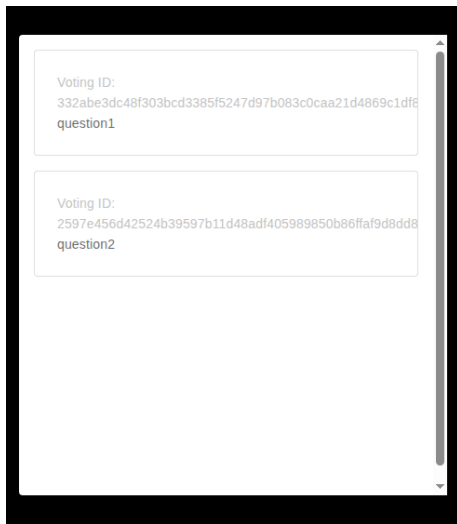 Voting ID:
332abe3dc48f303bcd3385f5247d97b083c0caa21d4869c1df8
question1
Voting ID:
2597e456d42524b39597b11d48adf405989850b86ffaf9d8dd8
question2